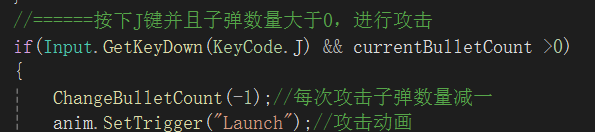 //======按下J键并且子弹数量大于0，进行攻击
if(Input.GetKeyDown(KeyCode.J) && currentBulletCount >0)
{
ChangeBulletCount(-1);//每次攻击子弹数量减一
anim.SetTrigger("Launch");//攻击动画